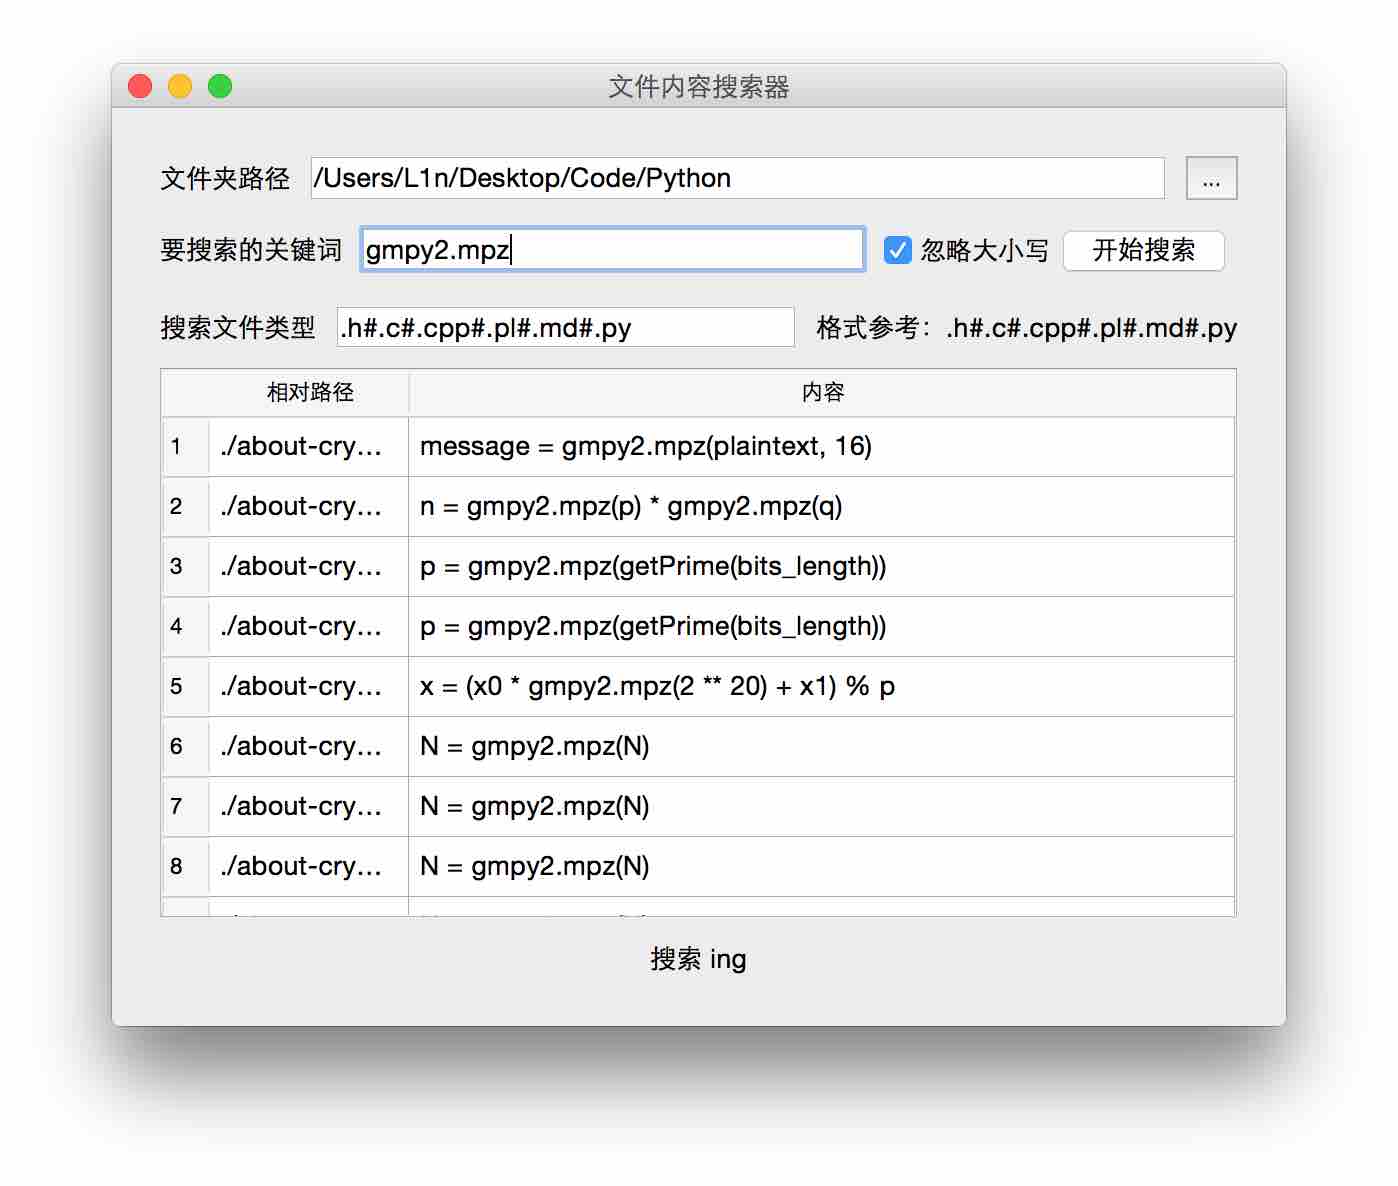 文件内容搜索器
文件夹路径 /Users/L1n/Desktop/Code/Python ...
要搜索的关键词 gmpy2.mpz 忽略大小写 开始搜索
搜索文件类型 .h#.c#.cpp#.pl#.md#.py 格式参考：.h#.c#.cpp#.pl#.md#.py
相对路径 内容
1 ./about-cry... message = gmpy2.mpz(plaintext, 16)
2 ./about-cry... n = gmpy2.mpz(p) * gmpy2.mpz(q)
3 ./about-cry... p = gmpy2.mpz(getPrime(bits_length))
4 ./about-cry... p = gmpy2.mpz(getPrime(bits_length))
5 ./about-cry... x = (x0 * gmpy2.mpz(2 ** 20) + x1) % p
6 ./about-cry... N = gmpy2.mpz(N)
7 ./about-cry... N = gmpy2.mpz(N)
8 ./about-cry... N = gmpy2.mpz(N)
搜索 ing